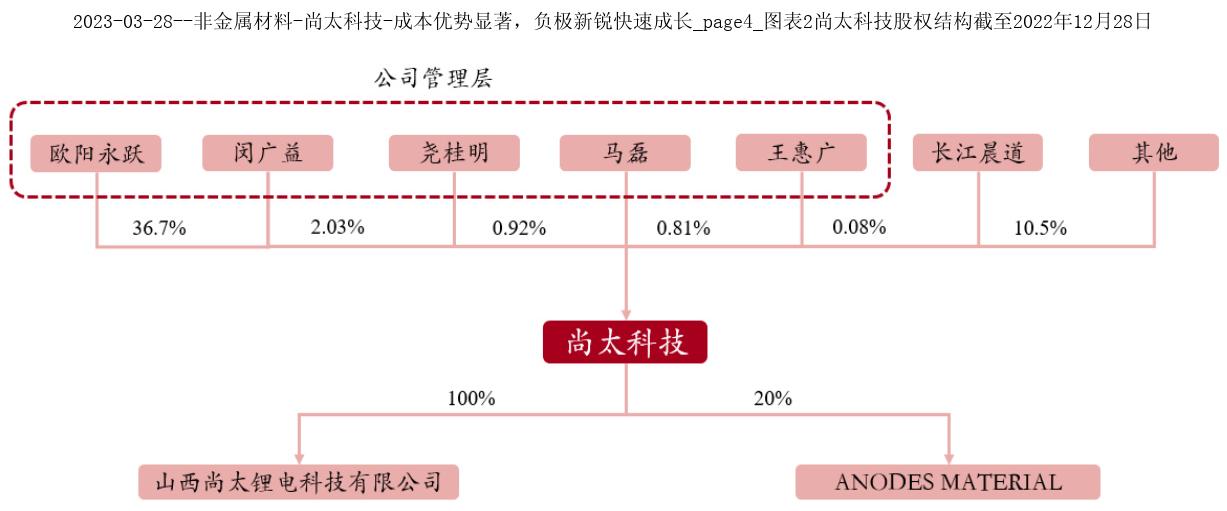 2023-03-28--非金属材料-尚太科技-成本优势显著，负极新锐快速成长_page4_图表2尚太科技股权结构截至2022年12月28日
公司管理层
欧阳永跃 闵广益 尧桂明 马磊 王惠广 长江晨道 其他
36.7% 2.03% 0.92% 0.81% 0.08% 10.5%
尚太科技
100% 20%
山西尚太锂电科技有限公司 ANODES MATERIAL